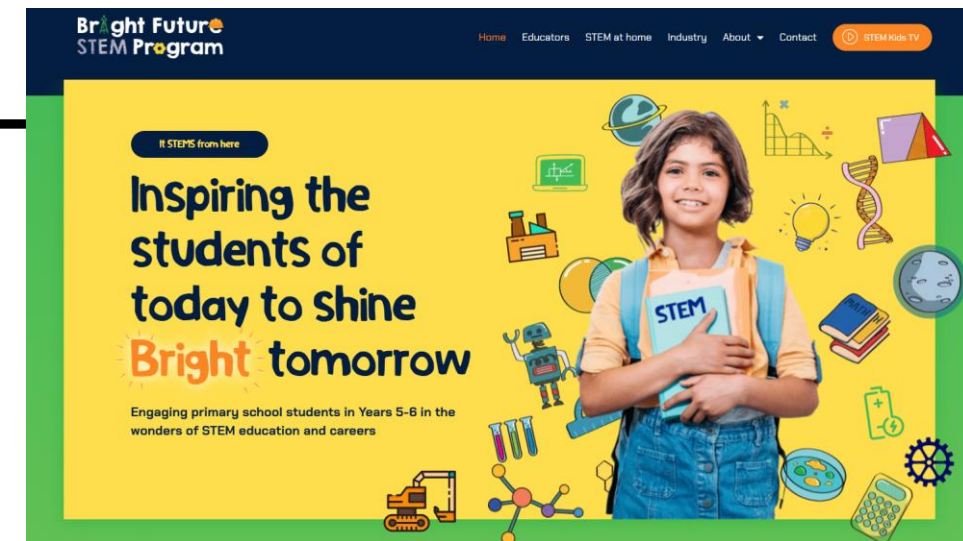 Bright Future
STEM Program
Home Educators STEM at home Industry About Contact STEM Kids TV
It STEMS from here
Inspiring the
students of
today to shine
Bright tomorrow
Engaging primary school students in Years 5-6 in the
wonders of STEM education and careers
STEM
MATH